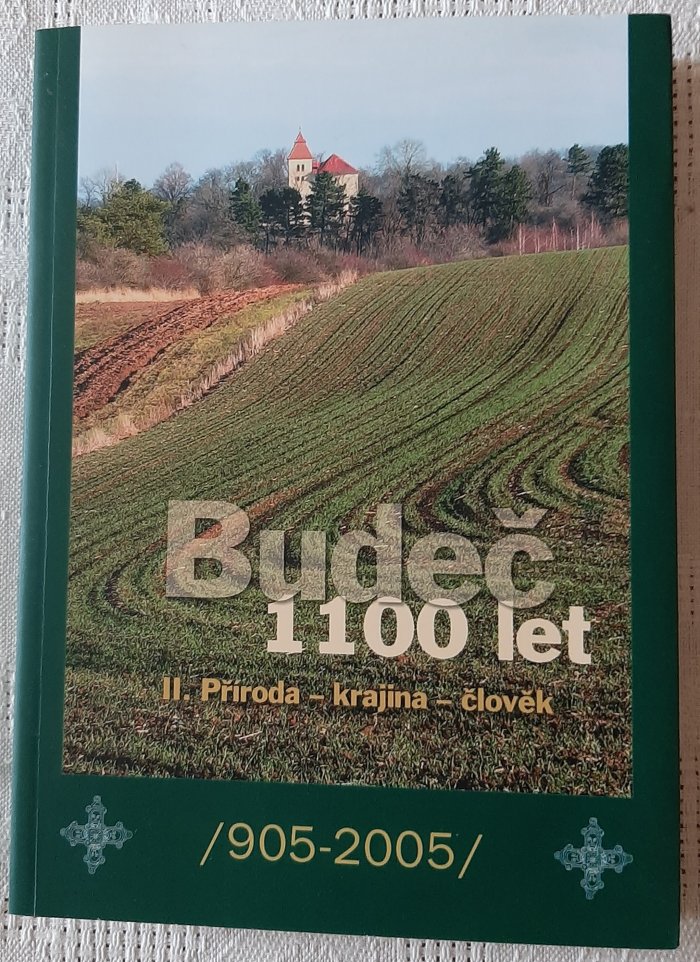 Budeč
1100 let
II. Příroda – krajina – člověk
/905-2005/